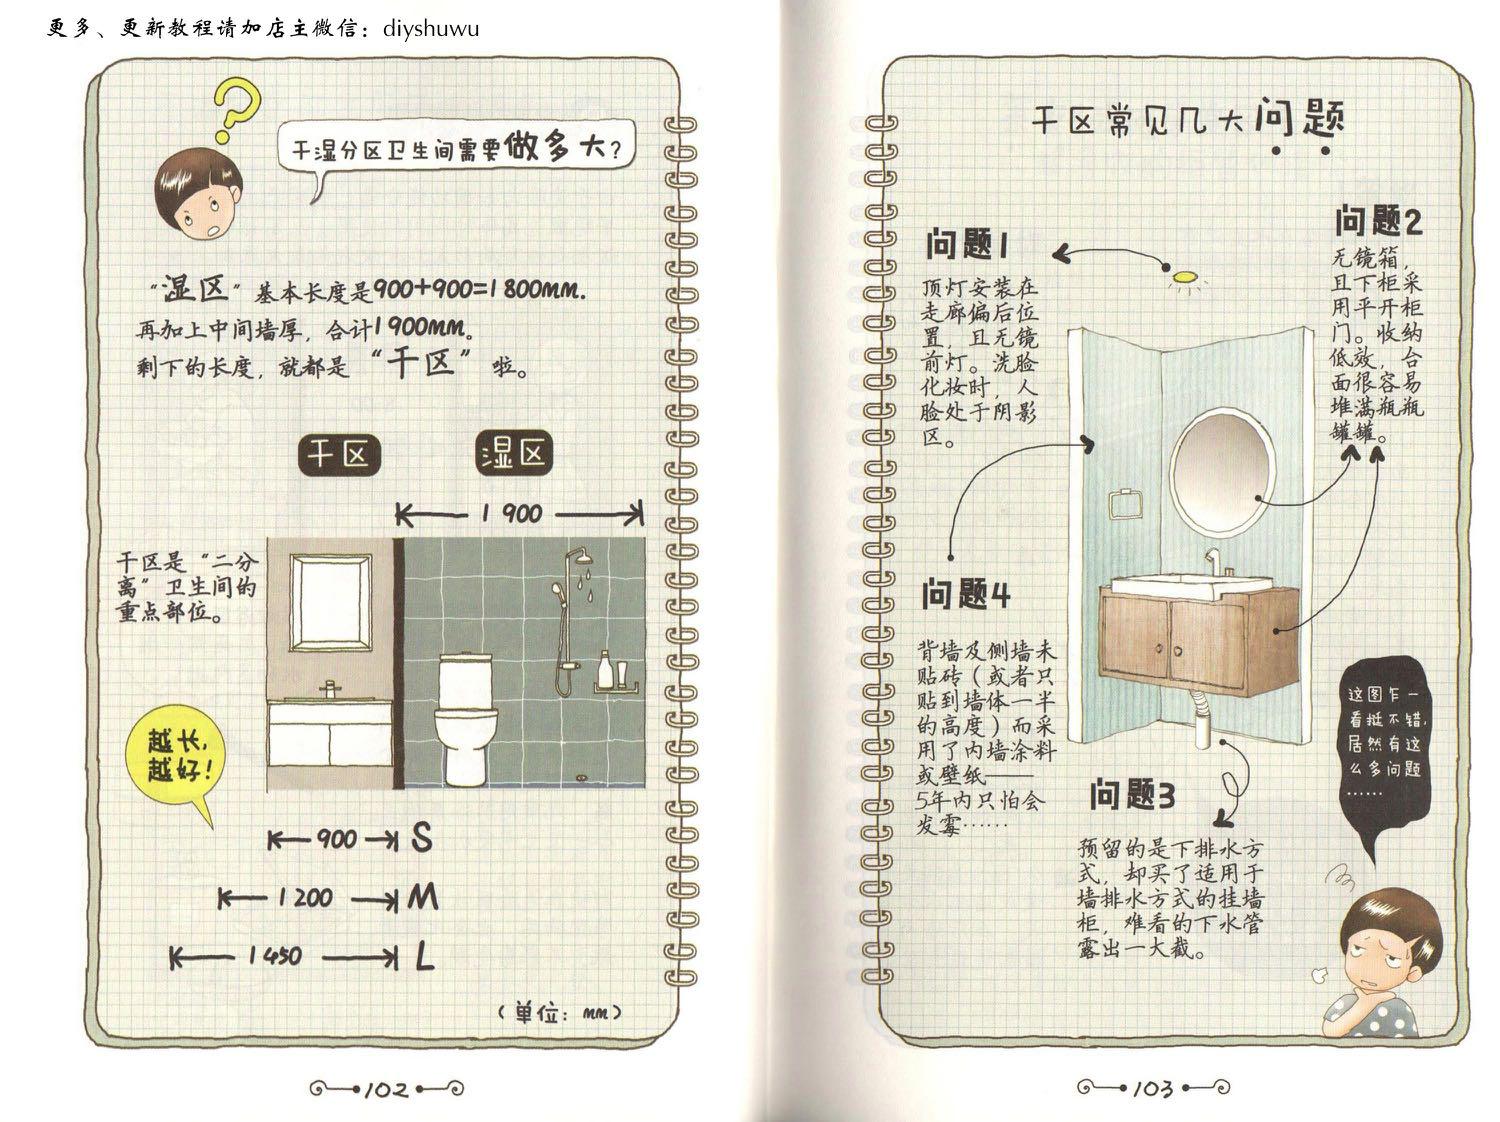 更多、更新教程请加店主微信：diyshuwu
干湿分区卫生间需要做多大？
“湿区”基本长度是900+900=1800mm.
再加上中间墙厚，合计1900mm。
剩下的长度，就都是“干区”啦。
干区
湿区
1900
干区是“二分
离”卫生间的
重点部位。
越长，
越好！
900 S
1200 M
1450 L
（单位：mm）
102
干区常见几大问题
问题1
顶灯安装在
走廊偏后位
置，且无镜
前灯。洗脸
化妆时，人
脸处于阴影
区。
问题2
无镜箱，
且下柜采
用平开柜
门。收纳
低效，台
面很容易
堆满瓶瓶
罐罐。
问题4
背墙及侧墙未
贴砖（或者只
贴到墙体一半
的高度）而采
用了内墙涂料
或壁纸——
5年内只怕会
发霉……
问题3
预留的是下排水方
式，却买了适用于
墙排水方式的挂墙
柜，难看的下水管
露出一大截。
这图乍一
看挺不错，
居然有这
么多问题
……
103